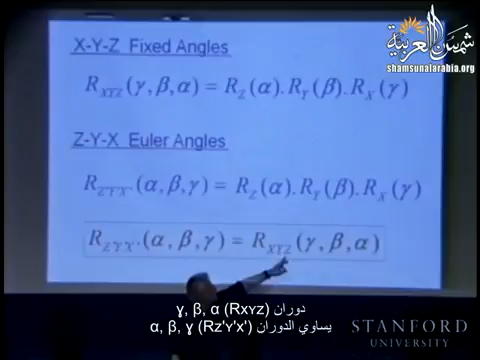 شمس العربية
shamsunalarabia.org
X-Y-Z Fixed Angles
R_XYZ(γ, β, α) = R_Z(α).R_Y(β).R_X(γ)
Z-Y-X Euler Angles
R_Z'Y'X'(α, β, γ) = R_Z(α).R_Y(β).R_X(γ)
R_Z'Y'X'(α, β, γ) = R_XYZ(γ, β, α)
دوران ɣ, β, α (Rxʏz)
يساوي الدوران α, β, ɣ (Rz'ʏ'x')
STANFORD
UNIVERSITY